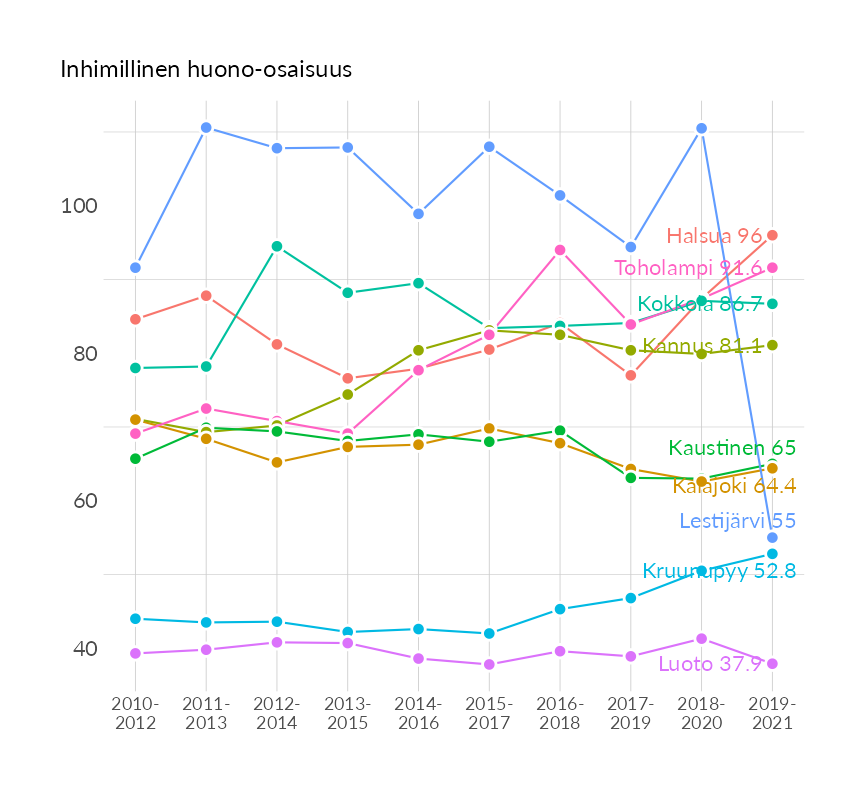 Inhimillinen huono-osaisuus
100
80
60
40
Halsua 96
Toholampi 91.6
Kokkola 86.7
Kannus 81.1
Kaustinen 65
Kalajoki 64.4
Lestijärvi 55
Kruunupyy 52.8
Luoto 37.9
2010- 2011- 2012- 2013- 2014- 2015- 2016- 2017- 2018- 2019-
2012 2013 2014 2015 2016 2017 2018 2019 2020 2021